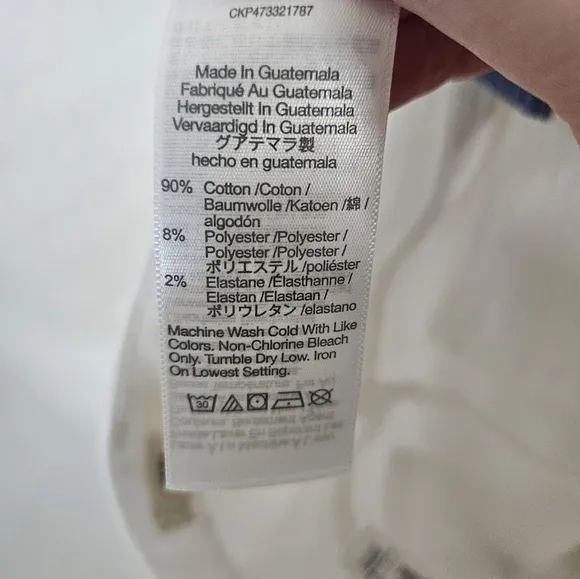 CKP473321787
Made In Guatemala
Fabriqué Au Guatemala
Hergestellt In Guatemala
Vervaardigd In Guatemala
グアテマラ製
hecho en guatemala
90% Cotton /Coton /
Baumwolle /Katoen /綿 /
algodón
8% Polyester /Polyester /
Polyester /Polyester /
ポリエステル /poliéster
2% Elastane /Élasthanne /
Elastan /Elastaan /
ポリウレタン /elastano
Machine Wash Cold With Like
Colors. Non-Chlorine Bleach
Only. Tumble Dry Low. Iron
On Lowest Setting.
30